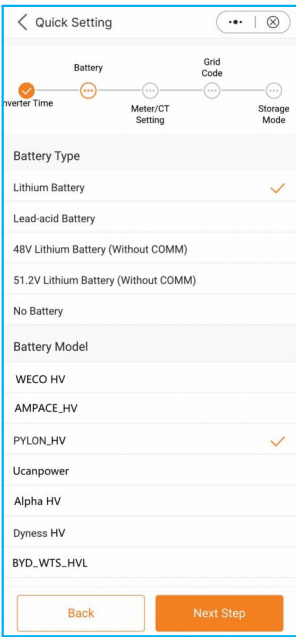 Quick Setting
Battery
Grid
Code
nverter Time
Meter/CT
Setting
Storage
Mode
Battery Type
Lithium Battery
Lead-acid Battery
48V Lithium Battery (Without COMM)
51.2V Lithium Battery (Without COMM)
No Battery
Battery Model
WECO HV
AMPACE_HV
PYLON_HV
Ucanpower
Alpha HV
Dyness HV
BYD_WTS_HVL
Back
Next Step